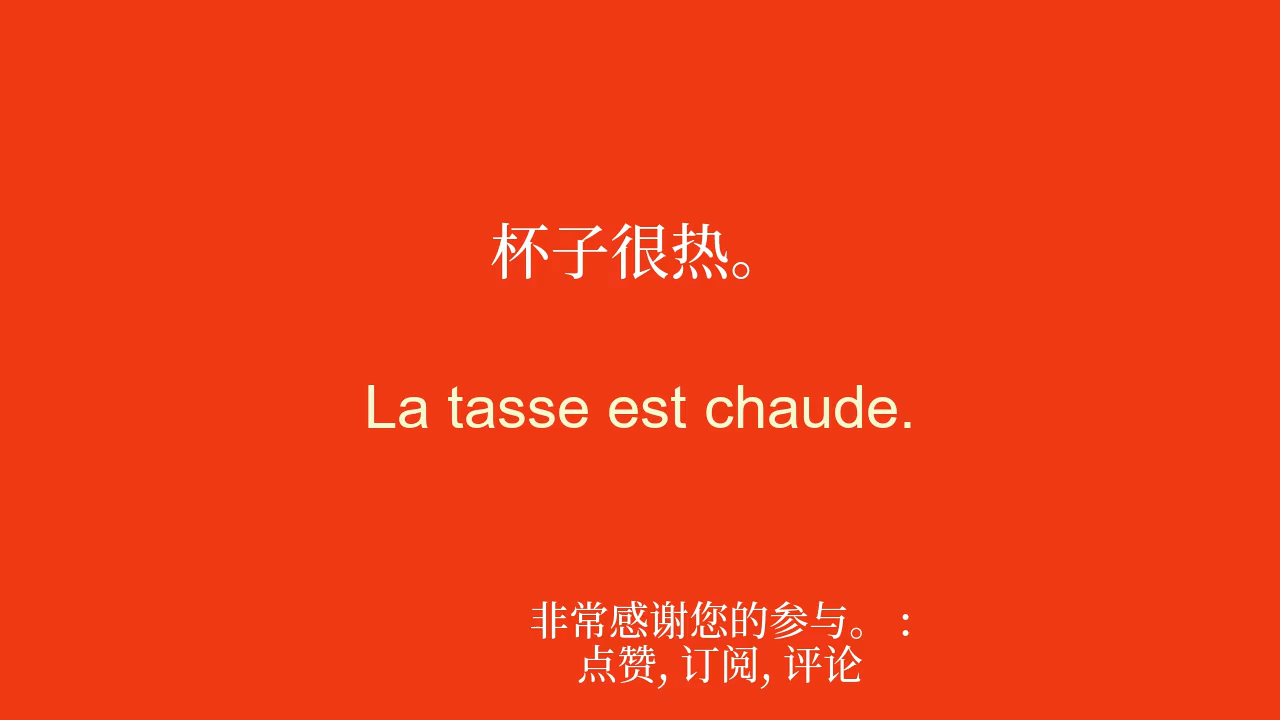 杯子很热。
La tasse est chaude.
非常感谢您的参与。 :
点赞, 订阅, 评论